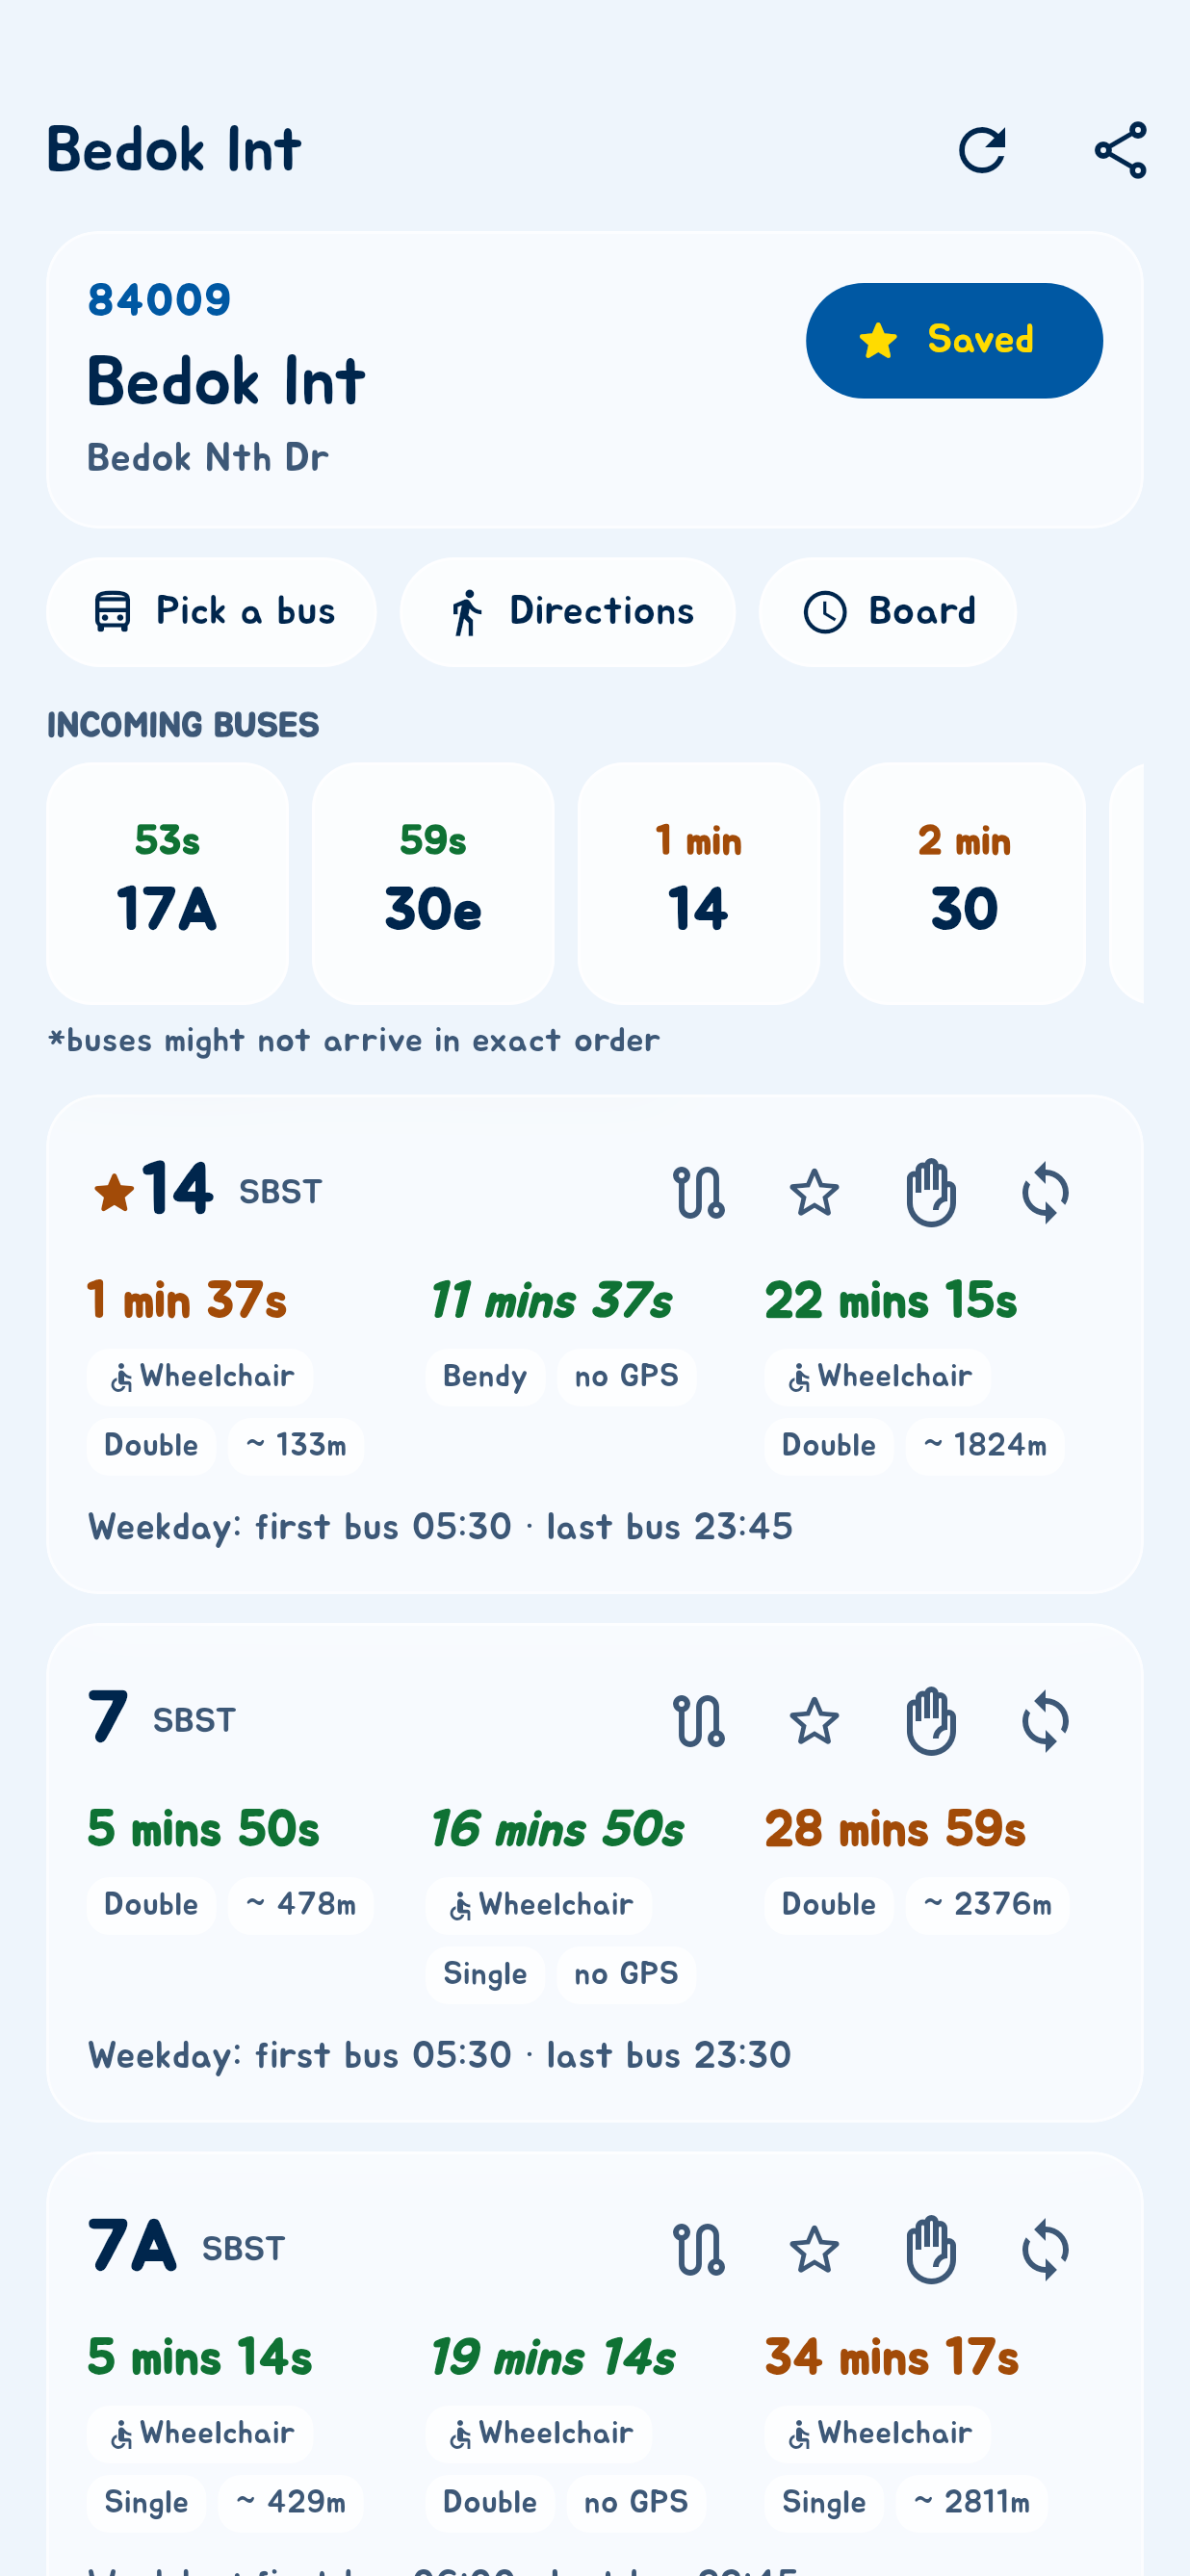 Bedok Int
84009
Saved
Bedok Int
Bedok Nth Dr
Pick a bus
Directions
Board
INCOMING BUSES
53s
17A
59s
30e
1 min
14
2 min
30
*buses might not arrive in exact order
14 SBST
1 min 37s
Wheelchair
Double ~ 133m
11 mins 37s
Bendy no GPS
22 mins 15s
Wheelchair
Double ~ 1824m
Weekday: first bus 05:30 · last bus 23:45
7 SBST
5 mins 50s
Double ~ 478m
16 mins 50s
Wheelchair
Single no GPS
28 mins 59s
Double ~ 2376m
Weekday: first bus 05:30 · last bus 23:30
7A SBST
5 mins 14s
Wheelchair
Single ~ 429m
19 mins 14s
Wheelchair
Double no GPS
34 mins 17s
Wheelchair
Single ~ 2811m